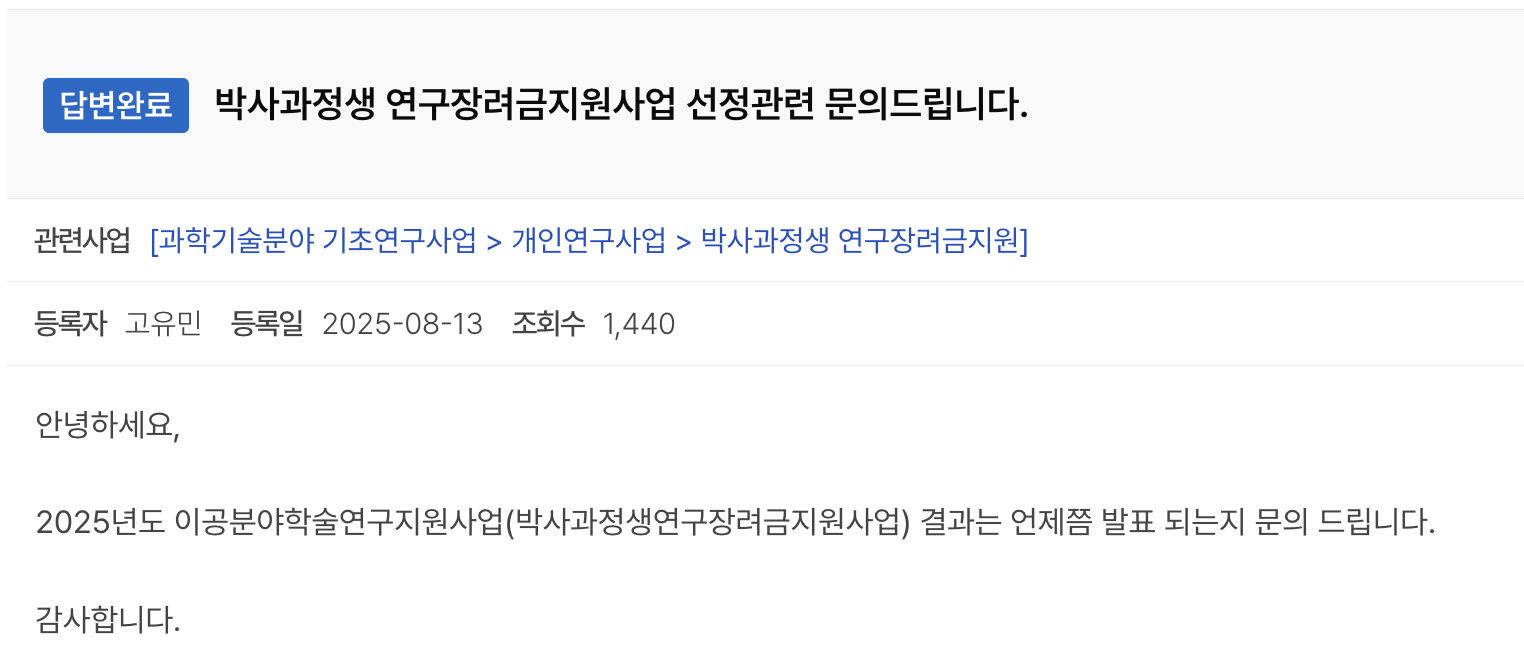 답변완료 박사과정생 연구장려금지원사업 선정관련 문의드립니다.
관련사업 [과학기술분야 기초연구사업 > 개인연구사업 > 박사과정생 연구장려금지원]
등록자 고유민 등록일 2025-08-13 조회수 1,440
안녕하세요,
2025년도 이공분야학술연구지원사업(박사과정생연구장려금지원사업) 결과는 언제쯤 발표 되는지 문의 드립니다.
감사합니다.